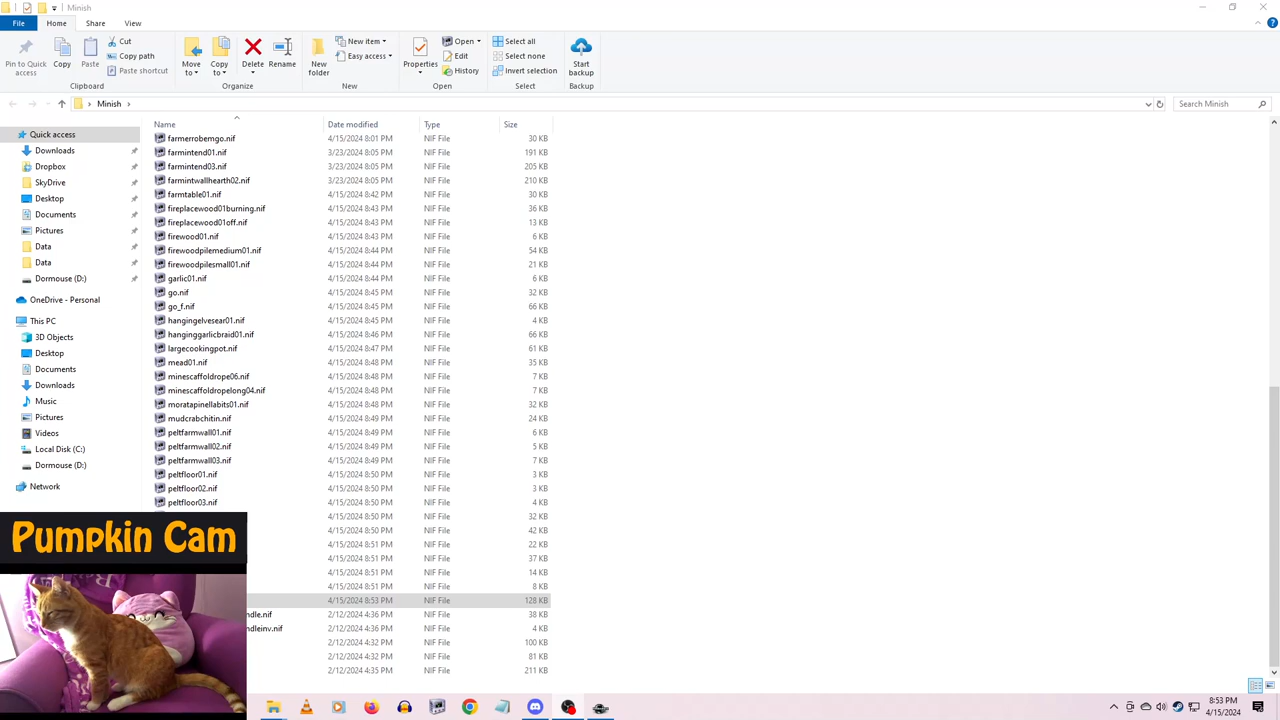 Minish
File Home Share View
Pin to Quick access
Copy
Paste
Cut
Copy path
Paste shortcut
Clipboard
Move to
Copy to
Delete
Rename
Organize
New folder
New item
Easy access
New
Properties
Open
Edit
History
Open
Select all
Select none
Invert selection
Select
Start backup
Backup
Minish
Search Minish
Name Date modified Type Size
Quick access
Downloads
Dropbox
SkyDrive
Desktop
Documents
Pictures
Data
Data
Dormouse (D:)
OneDrive - Personal
This PC
3D Objects
Desktop
Documents
Downloads
Music
Pictures
Videos
Local Disk (C:)
Dormouse (D:)
Network
farmerrobemgo.nif 4/15/2024 8:01 PM NIF File 30 KB
farmintend01.nif 3/23/2024 8:05 PM NIF File 191 KB
farmintend03.nif 3/23/2024 8:05 PM NIF File 205 KB
farmintwallhearth02.nif 3/23/2024 8:05 PM NIF File 210 KB
farmtable01.nif 4/15/2024 8:42 PM NIF File 30 KB
fireplacewood01burning.nif 4/15/2024 8:43 PM NIF File 36 KB
fireplacewood01off.nif 4/15/2024 8:43 PM NIF File 13 KB
firewood01.nif 4/15/2024 8:43 PM NIF File 6 KB
firewoodpilemedium01.nif 4/15/2024 8:44 PM NIF File 54 KB
firewoodpilesmall01.nif 4/15/2024 8:44 PM NIF File 21 KB
garlic01.nif 4/15/2024 8:44 PM NIF File 6 KB
go.nif 4/15/2024 8:45 PM NIF File 32 KB
go_f.nif 4/15/2024 8:45 PM NIF File 66 KB
hangingelvesear01.nif 4/15/2024 8:45 PM NIF File 4 KB
hanginggarlicbraid01.nif 4/15/2024 8:46 PM NIF File 66 KB
largecookingpot.nif 4/15/2024 8:47 PM NIF File 61 KB
mead01.nif 4/15/2024 8:48 PM NIF File 35 KB
minescaffoldrope06.nif 4/15/2024 8:48 PM NIF File 7 KB
minescaffoldropelong04.nif 4/15/2024 8:48 PM NIF File 7 KB
moratapinellabits01.nif 4/15/2024 8:48 PM NIF File 32 KB
mudcrabchitin.nif 4/15/2024 8:49 PM NIF File 24 KB
peltfarmwall01.nif 4/15/2024 8:49 PM NIF File 6 KB
peltfarmwall02.nif 4/15/2024 8:49 PM NIF File 5 KB
peltfarmwall03.nif 4/15/2024 8:49 PM NIF File 7 KB
peltfloor01.nif 4/15/2024 8:50 PM NIF File 3 KB
peltfloor02.nif 4/15/2024 8:50 PM NIF File 3 KB
peltfloor03.nif 4/15/2024 8:50 PM NIF File 4 KB
4/15/2024 8:50 PM NIF File 32 KB
4/15/2024 8:50 PM NIF File 42 KB
4/15/2024 8:51 PM NIF File 22 KB
4/15/2024 8:51 PM NIF File 37 KB
4/15/2024 8:51 PM NIF File 14 KB
4/15/2024 8:51 PM NIF File 8 KB
4/15/2024 8:53 PM NIF File 128 KB
ndle.nif 2/12/2024 4:36 PM NIF File 38 KB
ndleinv.nif 2/12/2024 4:36 PM NIF File 4 KB
2/12/2024 4:32 PM NIF File 100 KB
2/12/2024 4:32 PM NIF File 81 KB
2/12/2024 4:35 PM NIF File 211 KB
Pumpkin Cam
8:53 PM
4/15/2024